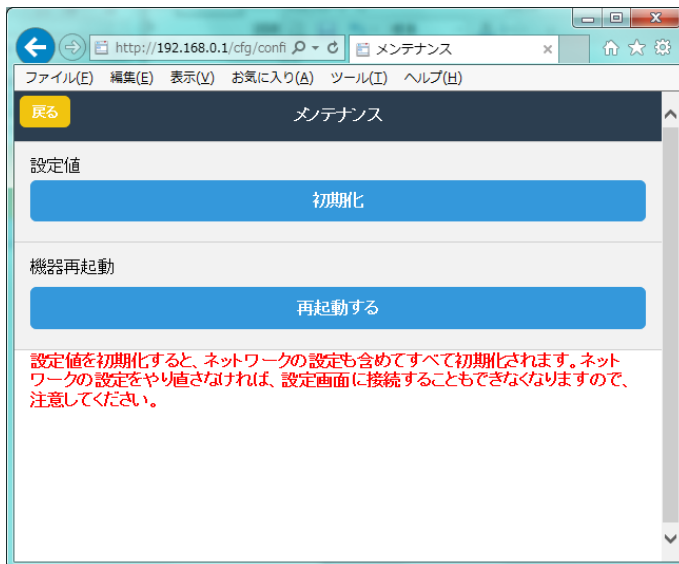 http://192.168.0.1/cfg/confi
メンテナンス
ファイル(F) 編集(E) 表示(V) お気に入り(A) ツール(T) ヘルプ(H)
戻る
メンテナンス
設定値
初期化
機器再起動
再起動する
設定値を初期化すると、ネットワークの設定も含めてすべて初期化されます。ネット
ワークの設定をやり直さなければ、設定画面に接続することもできなくなりますので、
注意してください。